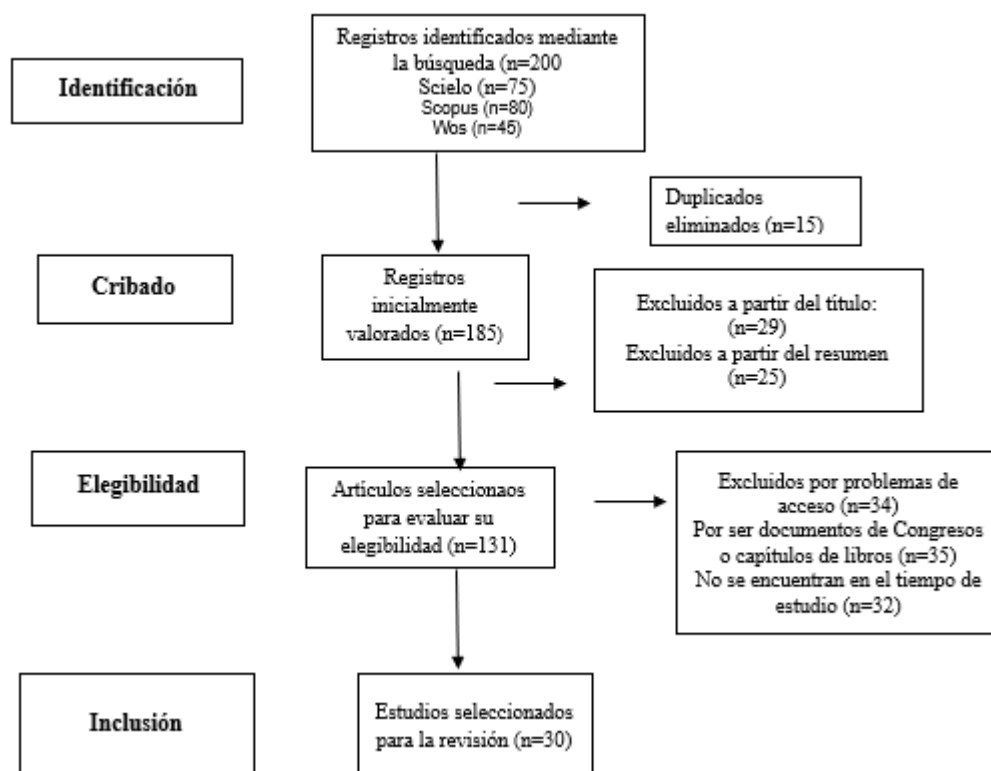 Identificación
Registros identificados mediante
la búsqueda (n=200
Scielo (n=75)
Scopus (n=80)
Wos (n=45)
Duplicados
eliminados (n=15)
Cribado
Registros
inicialmente
valorados (n=185)
Excluidos a partir del título:
(n=29)
Excluidos a partir del resumen
(n=25)
Elegibilidad
Artículos seleccionaos
para evaluar su
elegibilidad (n=131)
Excluidos por problemas de
acceso (n=34)
Por ser documentos de Congresos
o capítulos de libros (n=35)
No se encuentran en el tiempo de
estudio (n=32)
Inclusión
Estudios seleccionados
para la revisión (n=30)